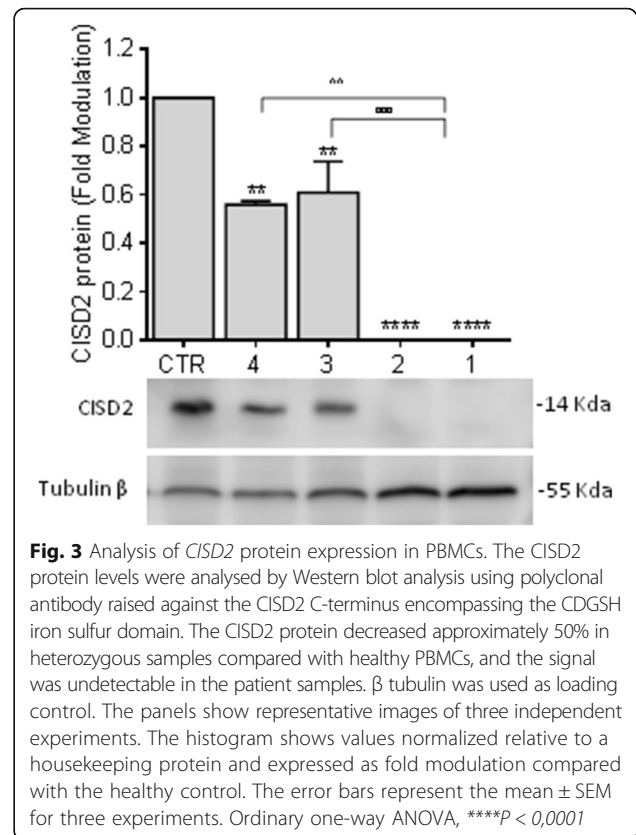 CISD2 protein (Fold Modulation)
1.2
1.0
0.8
0.6
0.4
0.2
0.0
^^
¤¤¤
**
**
****
****
CTR 4 3 2 1
CISD2 -14 Kda
Tubulin β -55 Kda
Fig. 3 Analysis of CISD2 protein expression in PBMCs. The CISD2
protein levels were analysed by Western blot analysis using polyclonal
antibody raised against the CISD2 C-terminus encompassing the CDGSH
iron sulfur domain. The CISD2 protein decreased approximately 50% in
heterozygous samples compared with healthy PBMCs, and the signal
was undetectable in the patient samples. β tubulin was used as loading
control. The panels show representative images of three independent
experiments. The histogram shows values normalized relative to a
housekeeping protein and expressed as fold modulation compared
with the healthy control. The error bars represent the mean ± SEM
for three experiments. Ordinary one-way ANOVA, ****P < 0,0001